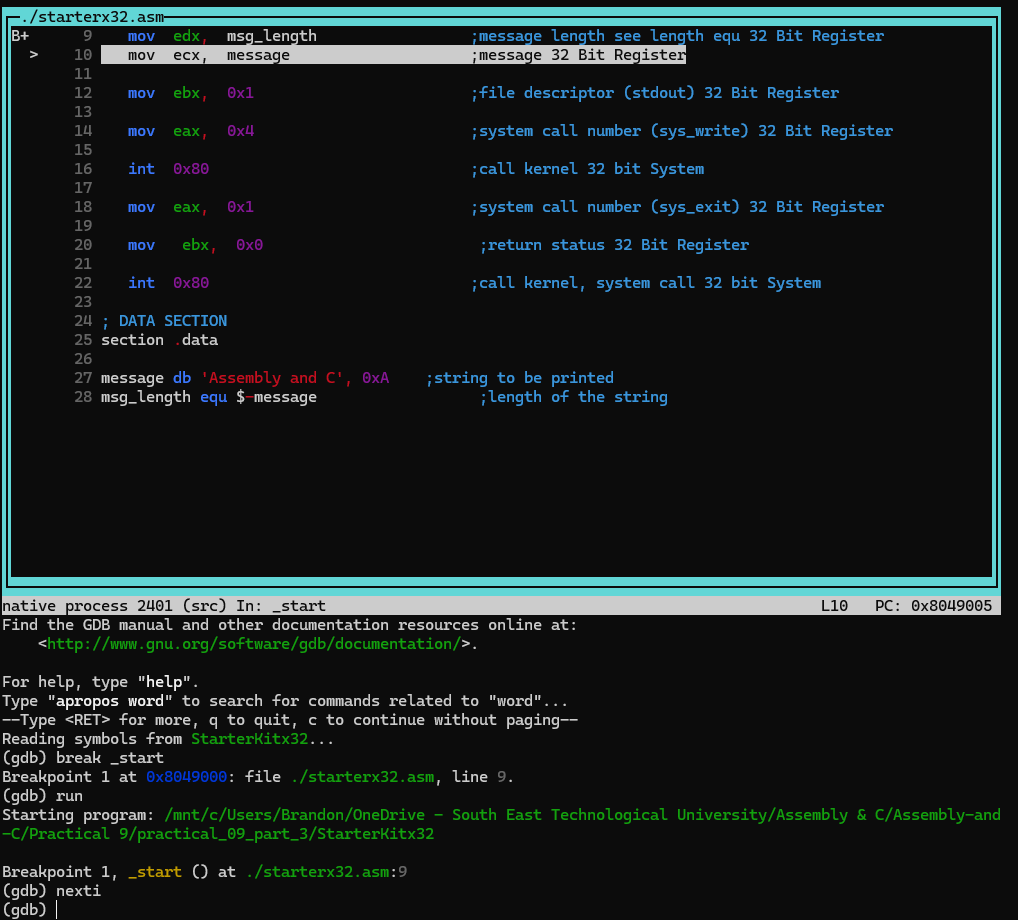 ./starterx32.asm
B+ 9 mov edx, msg_length ;message length see length equ 32 Bit Register
> 10 mov ecx, message ;message 32 Bit Register
11
12 mov ebx, 0x1 ;file descriptor (stdout) 32 Bit Register
13
14 mov eax, 0x4 ;system call number (sys_write) 32 Bit Register
15
16 int 0x80 ;call kernel 32 bit System
17
18 mov eax, 0x1 ;system call number (sys_exit) 32 Bit Register
19
20 mov ebx, 0x0 ;return status 32 Bit Register
21
22 int 0x80 ;call kernel, system call 32 bit System
23
24 ; DATA SECTION
25 section .data
26
27 message db 'Assembly and C', 0xA ;string to be printed
28 msg_length equ $-message ;length of the string
native process 2401 (src) In: _start L10 PC: 0x8049005
Find the GDB manual and other documentation resources online at:
<http://www.gnu.org/software/gdb/documentation/>.
For help, type "help".
Type "apropos word" to search for commands related to "word"...
--Type <RET> for more, q to quit, c to continue without paging--
Reading symbols from StarterKitx32...
(gdb) break _start
Breakpoint 1 at 0x8049000: file ./starterx32.asm, line 9.
(gdb) run
Starting program: /mnt/c/Users/Brandon/OneDrive - South East Technological University/Assembly & C/Assembly-and
-C/Practical 9/practical_09_part_3/StarterKitx32
Breakpoint 1, _start () at ./starterx32.asm:9
(gdb) nexti
(gdb)